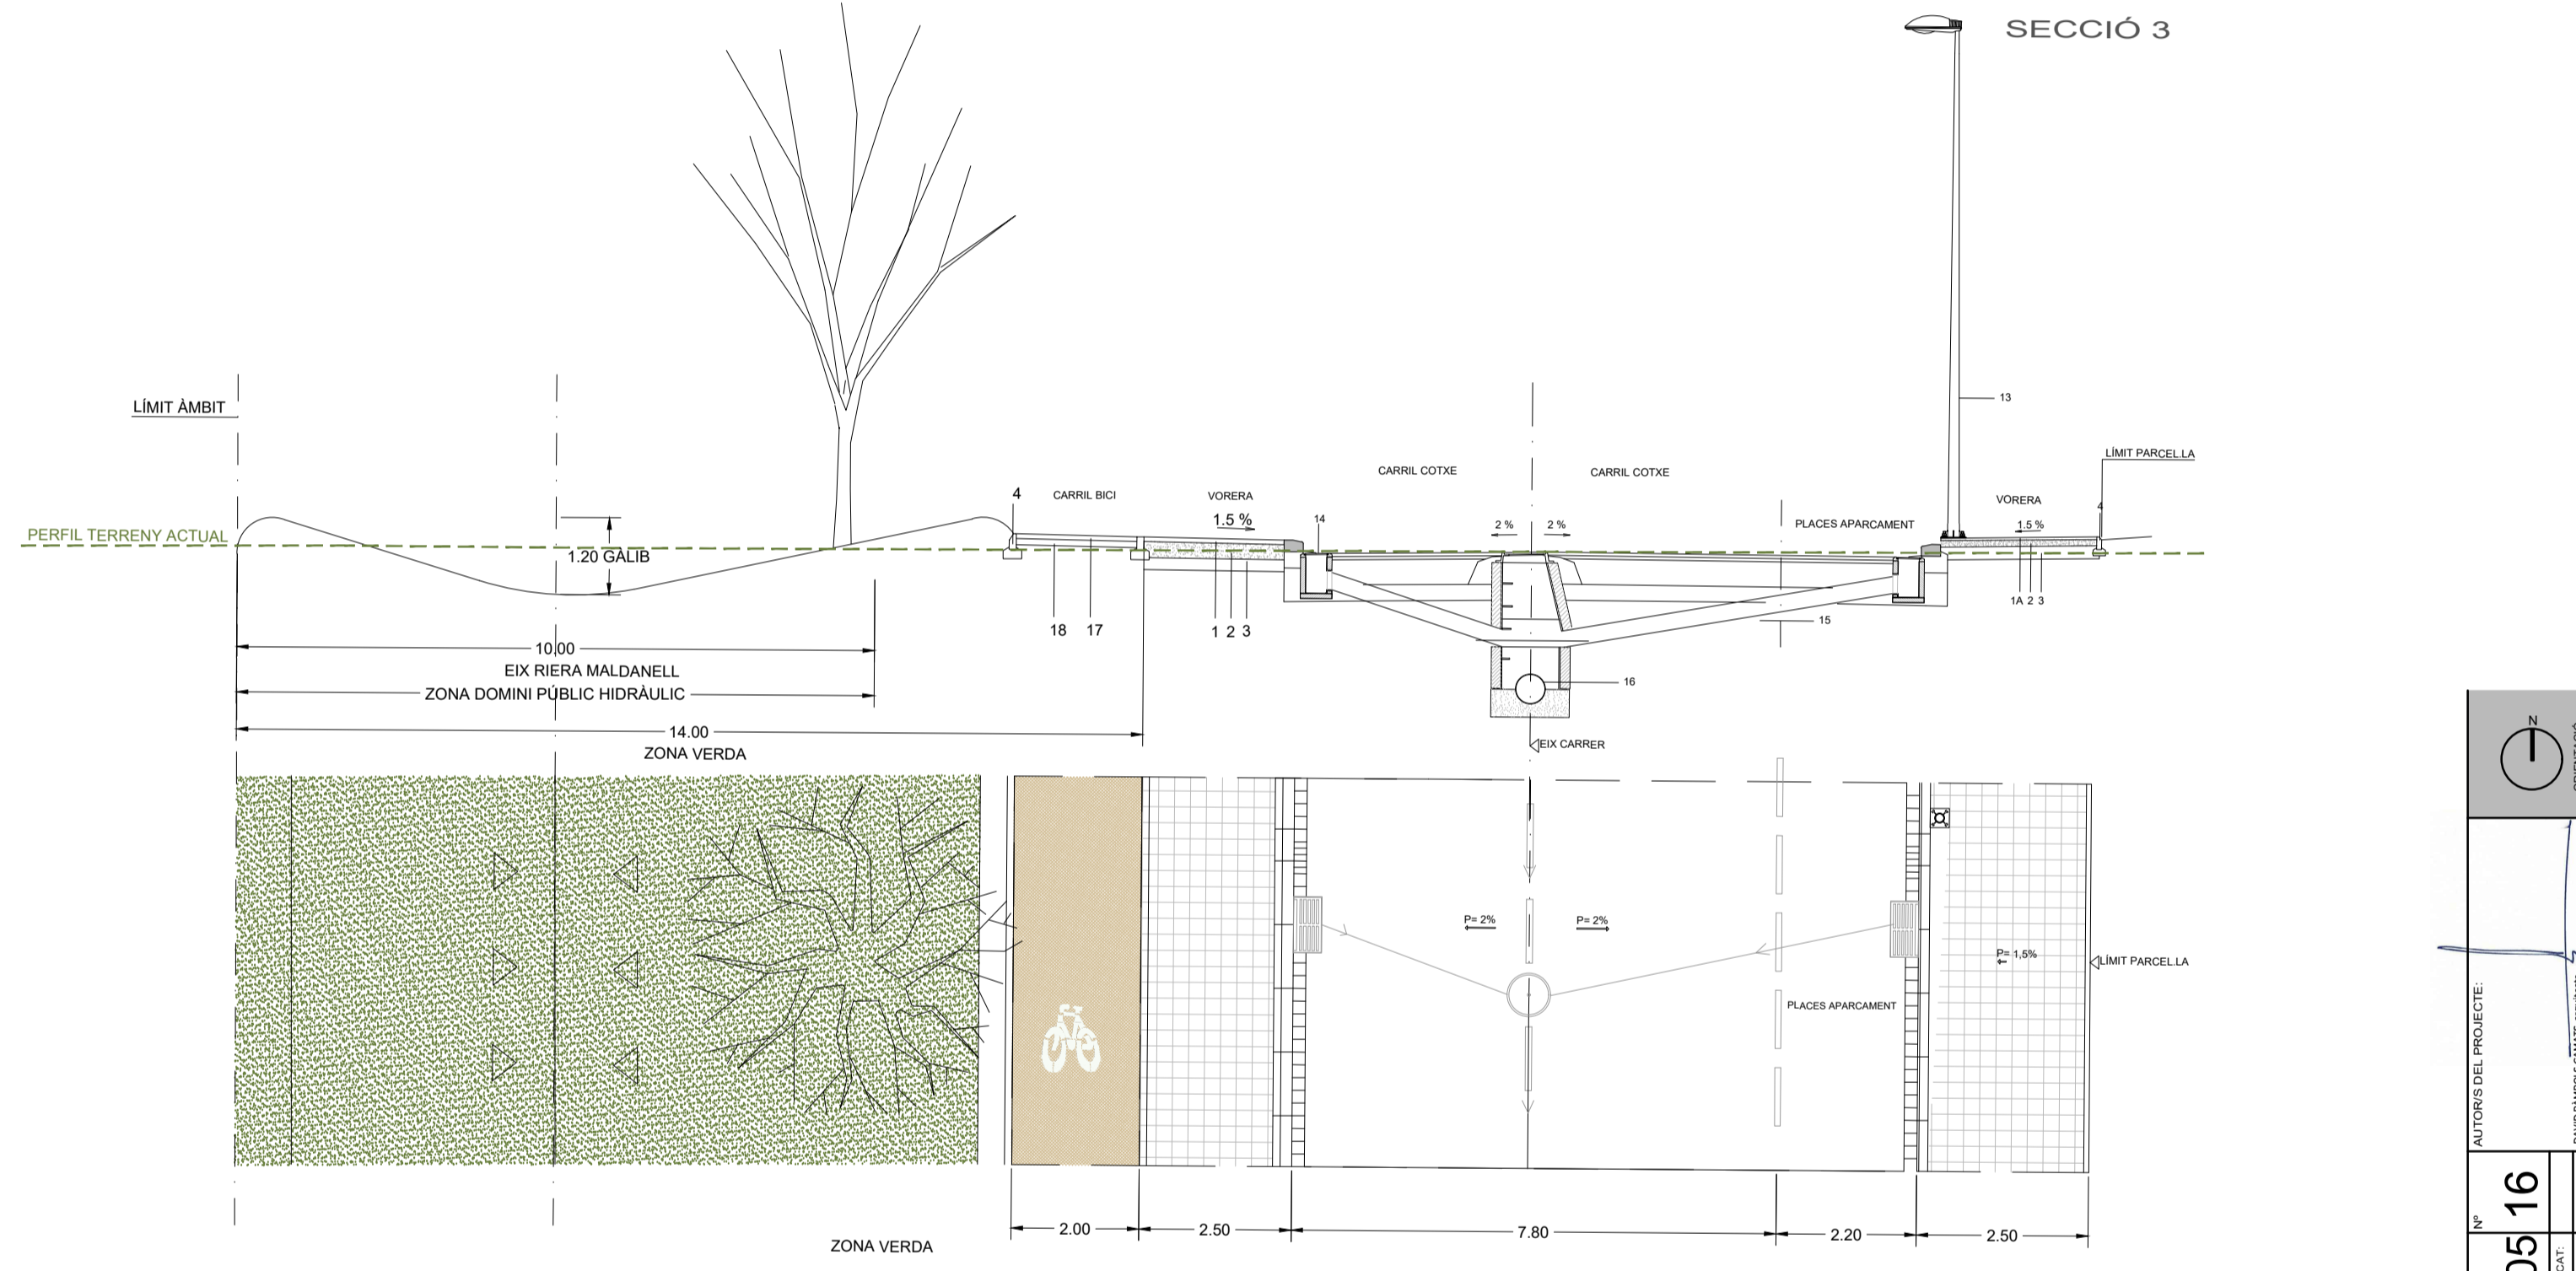 SECCIÓ 3
13
LÍMIT ÀMBIT
LÍMIT PARCEL.LA
CARRIL COTXE
CARRIL COTXE
4
CARRIL BICI
VORERA
VORERA
4
1.5 %
14
2 %
2 %
PLACES APARCAMENT
1.5 %
PERFIL TERRENY ACTUAL
1.20 GÀLIB
18
17
1
2
3
1A
2
3
15
10.00
EIX RIERA MALDANELL
ZONA DOMINI PÚBLIC HIDRÀULIC
16
14.00
ZONA VERDA
EIX CARRER
N
P= 2%
P= 2%
P= 1,5%
LÍMIT PARCEL.LA
PLACES APARCAMENT
2.00
2.50
7.80
2.20
2.50
ZONA VERDA
AUTOR/S DEL PROJECTE:
Nº
16
05